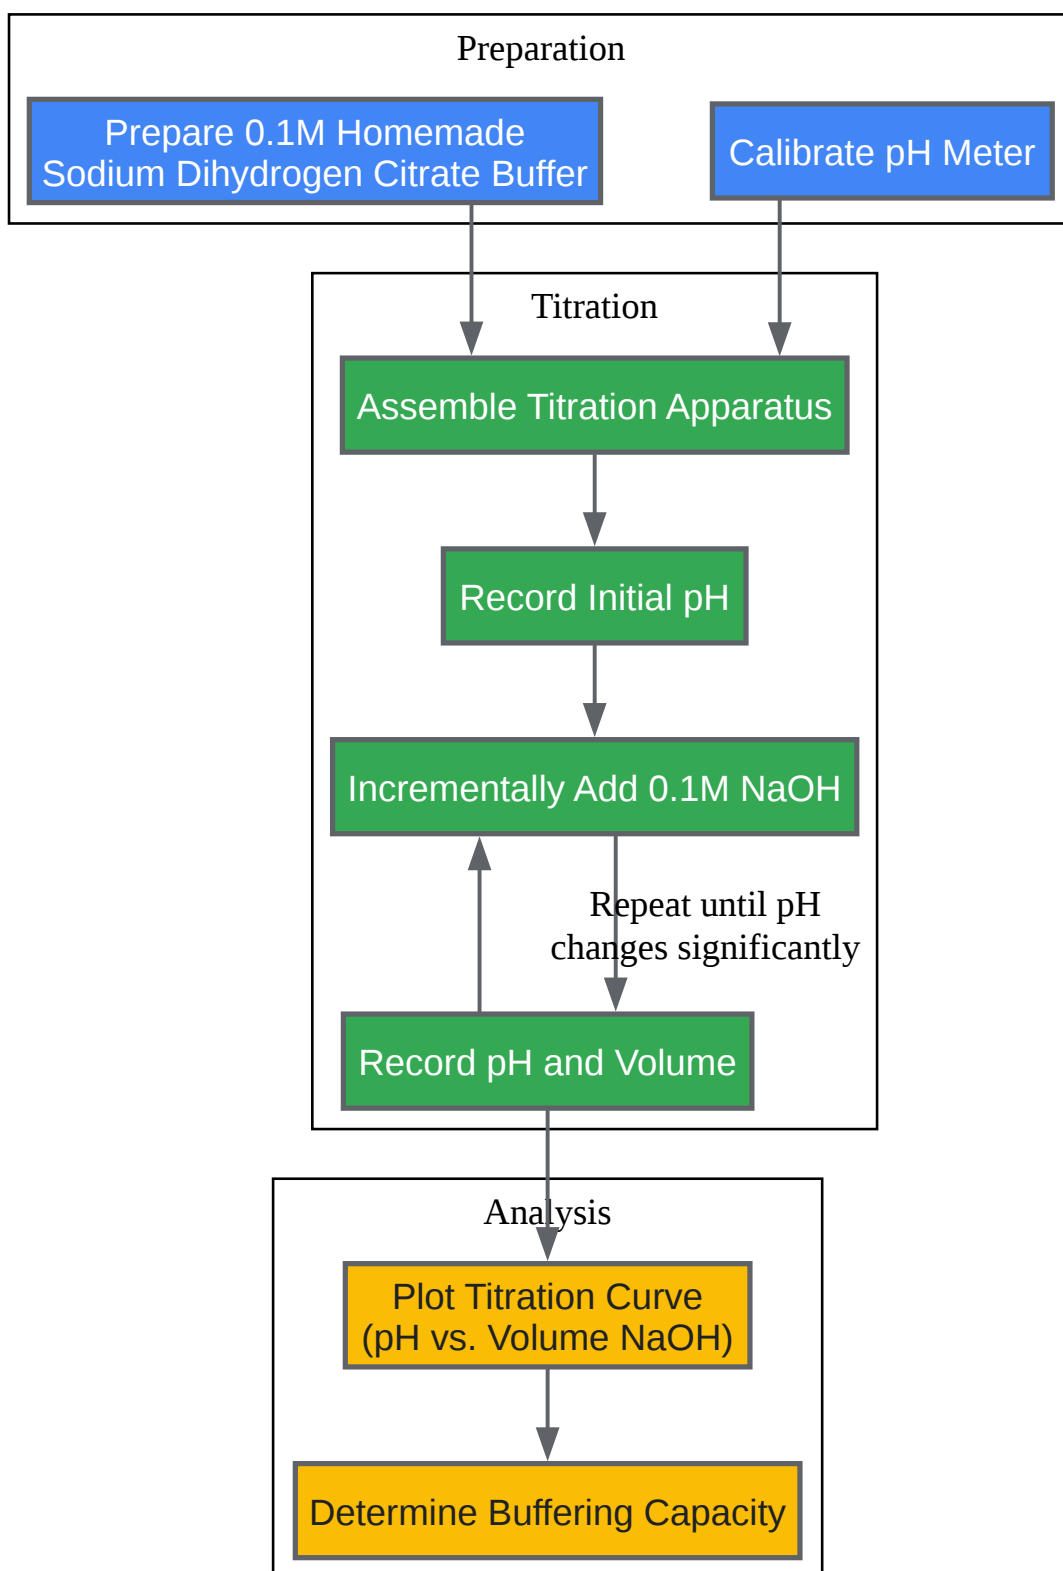 Preparation
Prepare 0.1M Homemade
Sodium Dihydrogen Citrate Buffer
Calibrate pH Meter
Titration
Assemble Titration Apparatus
Record Initial pH
Incrementally Add 0.1M NaOH
Repeat until pH
changes significantly
Record pH and Volume
Analysis
Plot Titration Curve
(pH vs. Volume NaOH)
Determine Buffering Capacity